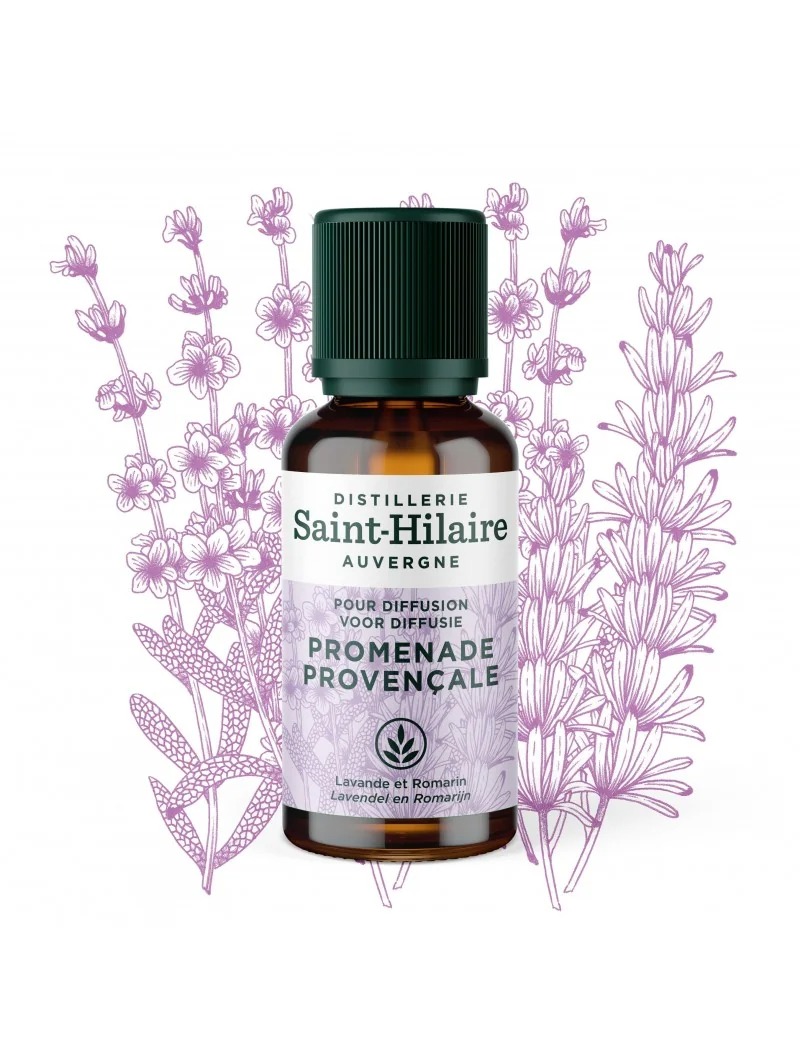 DISTILLERIE
Saint-Hilaire
AUVERGNE
POUR DIFFUSION
VOOR DIFFUSIE
PROMENADE
PROVENÇALE
Lavande et Romarin
Lavendel en Romarijn